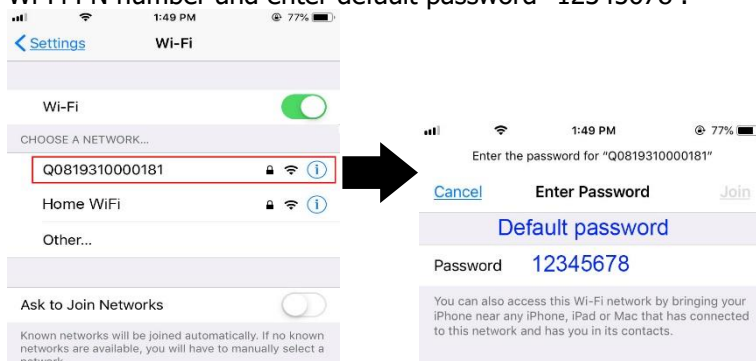 Wi-Fi PN number and enter default password "12345678".
1:49 PM
77%
Settings
Wi-Fi
Wi-Fi
CHOOSE A NETWORK...
Q0819310000181
Home WiFi
Other...
Ask to Join Networks
Known networks will be joined automatically. If no known
networks are available, you will have to manually select a
network.
1:49 PM
77%
Enter the password for "Q0819310000181"
Cancel
Enter Password
Join
Default password
Password 12345678
You can also access this Wi-Fi network by bringing your
iPhone near any iPhone, iPad or Mac that has connected
to this network and has you in its contacts.